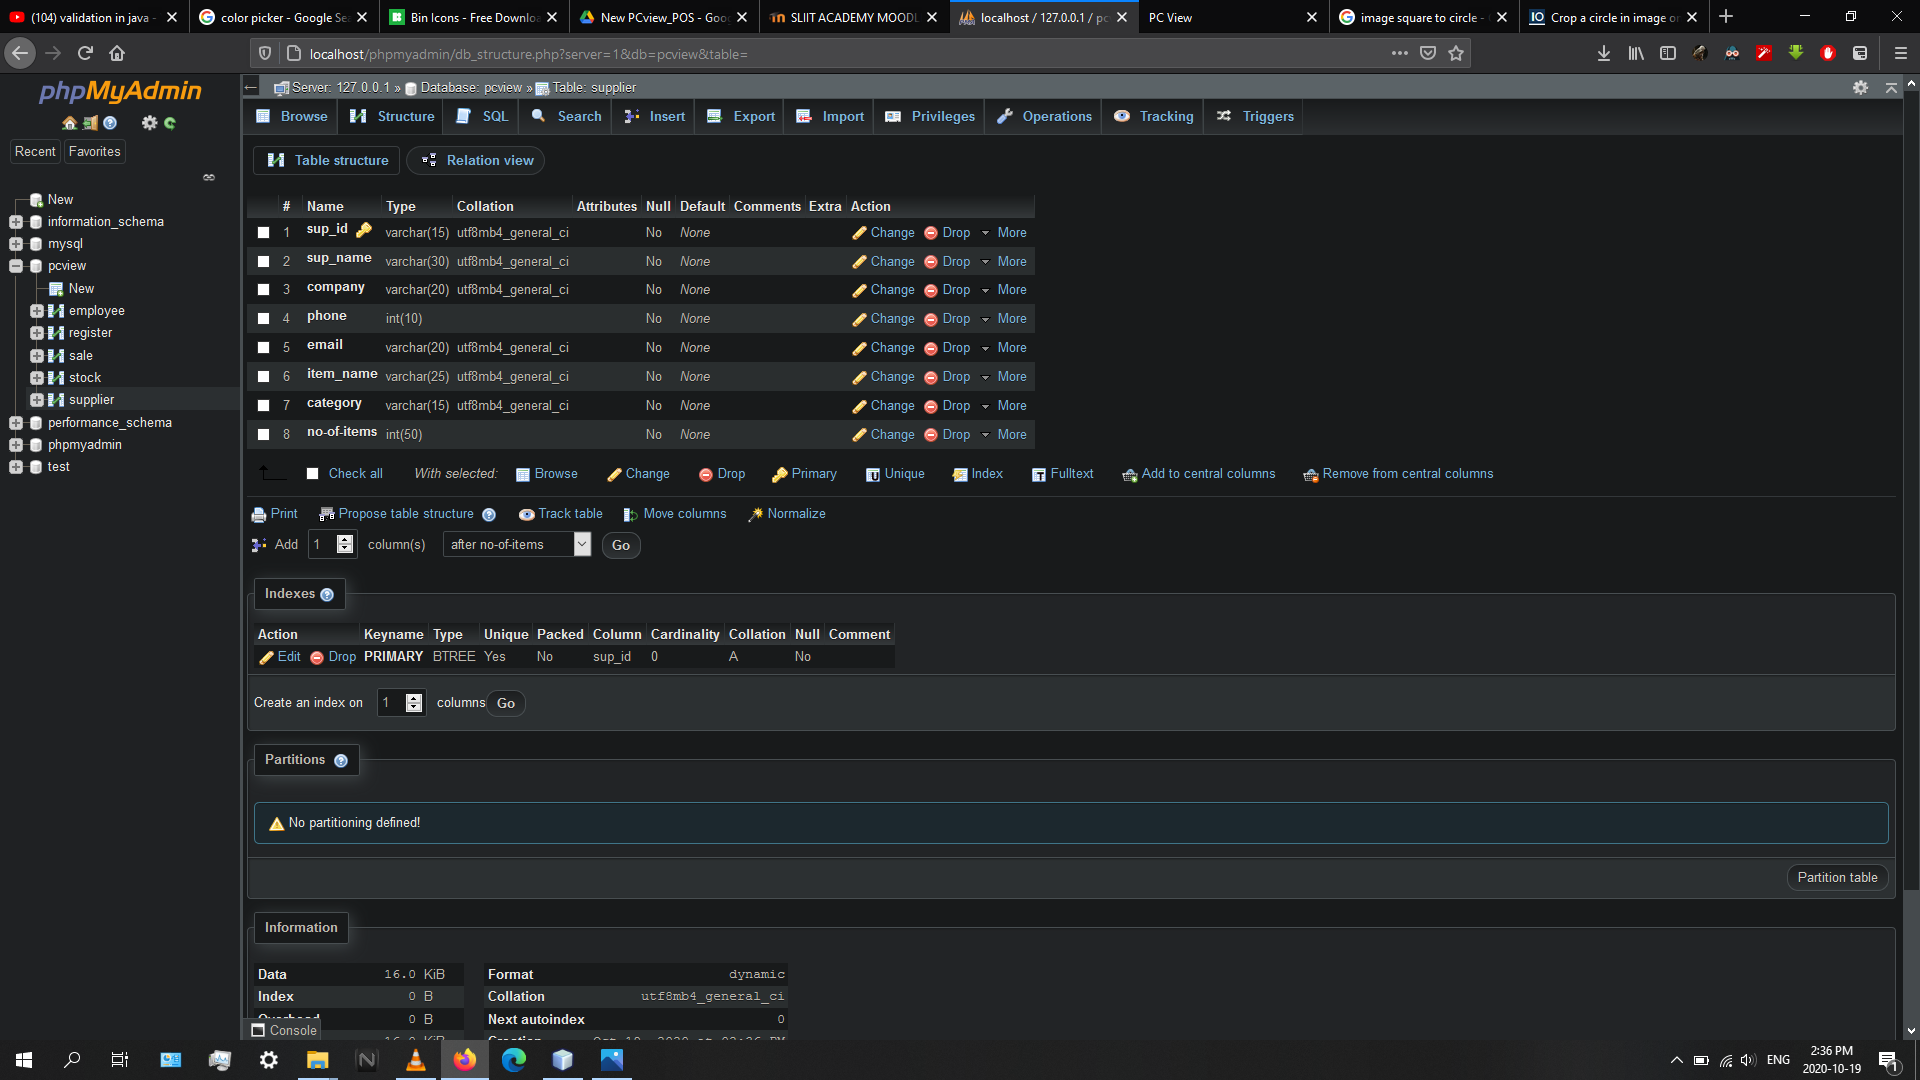 (104) validation in java -
color picker - Google Se
Bin Icons - Free Downlo
New PCview_POS - Goo
SLIIT ACADEMY MOODL
localhost / 127.0.0.1 / pc
PC View
image square to circle -
Crop a circle in image o
localhost/phpmyadmin/db_structure.php?server=1&db=pcview&table=
phpMyAdmin
Recent Favorites
New
information_schema
mysql
pcview
New
employee
register
sale
stock
supplier
performance_schema
phpmyadmin
test
Server: 127.0.0.1 » Database: pcview » Table: supplier
Browse Structure SQL Search Insert Export Import Privileges Operations Tracking Triggers
Table structure Relation view
# Name Type Collation Attributes Null Default Comments Extra Action
1 sup_id varchar(15) utf8mb4_general_ci No None Change Drop More
2 sup_name varchar(30) utf8mb4_general_ci No None Change Drop More
3 company varchar(20) utf8mb4_general_ci No None Change Drop More
4 phone int(10) No None Change Drop More
5 email varchar(20) utf8mb4_general_ci No None Change Drop More
6 item_name varchar(25) utf8mb4_general_ci No None Change Drop More
7 category varchar(15) utf8mb4_general_ci No None Change Drop More
8 no-of-items int(50) No None Change Drop More
Check all With selected: Browse Change Drop Primary Unique Index Fulltext Add to central columns Remove from central columns
Print Propose table structure Track table Move columns Normalize
Add 1 column(s) after no-of-items Go
Indexes
Action Keyname Type Unique Packed Column Cardinality Collation Null Comment
Edit Drop PRIMARY BTREE Yes No sup_id 0 A No
Create an index on 1 columns Go
Partitions
No partitioning defined!
Partition table
Information
Data 16.0 KiB
Index 0 B
Overhead 0 B
Format dynamic
Collation utf8mb4_general_ci
Next autoindex 0
Console
ENG
2:36 PM
2020-10-19
1